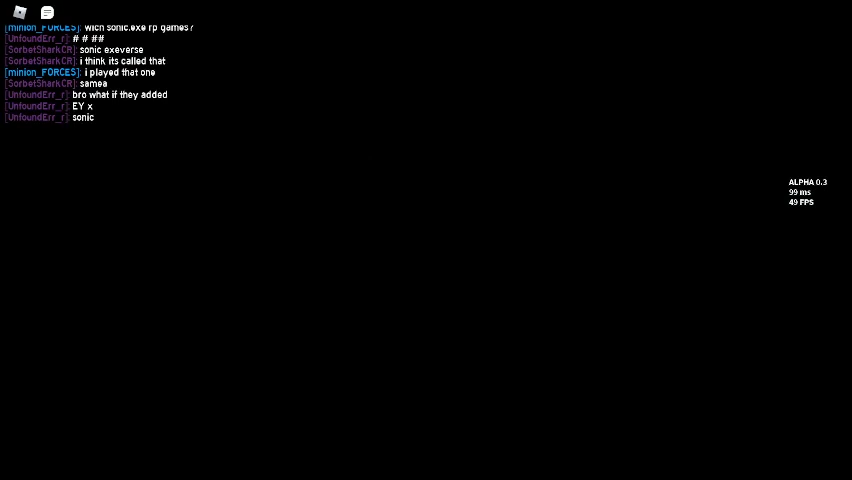 [minion_FORCES]: wich sonic.exe rp games?
[UnfoundErr_r]: # # ##
[SorbetSharkCR]: sonic exeverse
[SorbetSharkCR]: i think its called that
[minion_FORCES]: i played that one
[SorbetSharkCR]: samea
[UnfoundErr_r]: bro what if they added
[UnfoundErr_r]: EY x
[UnfoundErr_r]: sonic
ALPHA 0.3
99 ms
49 FPS